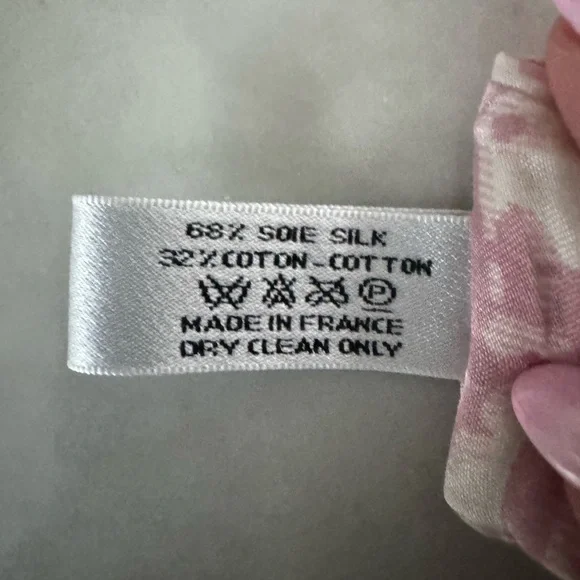 68% SOIE SILK
32% COTON-COTTON
P
MADE IN FRANCE
DRY CLEAN ONLY